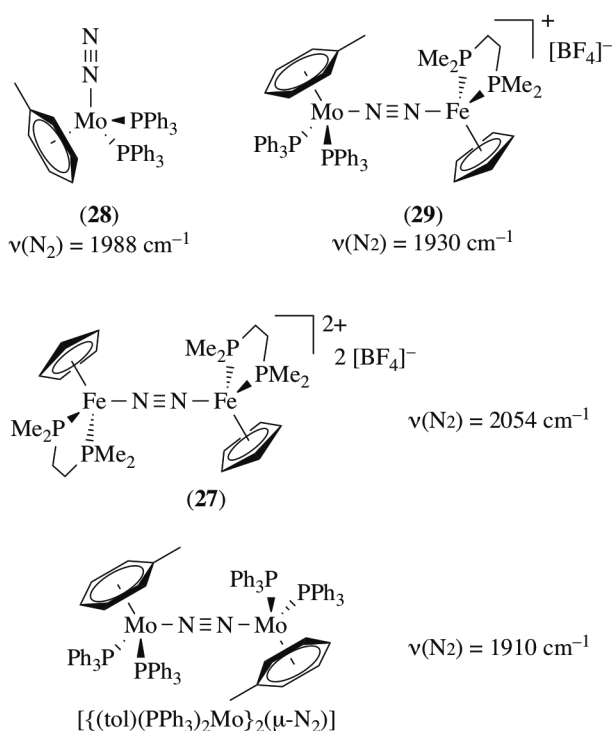 N
N
Mo
PPh₃
PPh₃
(28)
ν(N₂) = 1988 cm⁻¹
+
[BF₄]⁻
Me₂P
PMe₂
Mo – N ≡ N – Fe
Ph₃P
PPh₃
(29)
ν(N₂) = 1930 cm⁻¹
2+
2 [BF₄]⁻
Me₂P
PMe₂
Fe – N ≡ N – Fe
Me₂P
PMe₂
(27)
ν(N₂) = 2054 cm⁻¹
Ph₃P
PPh₃
Mo – N ≡ N – Mo
Ph₃P
PPh₃
[{(tol)(PPh₃)₂Mo}₂(μ-N₂)]
ν(N₂) = 1910 cm⁻¹